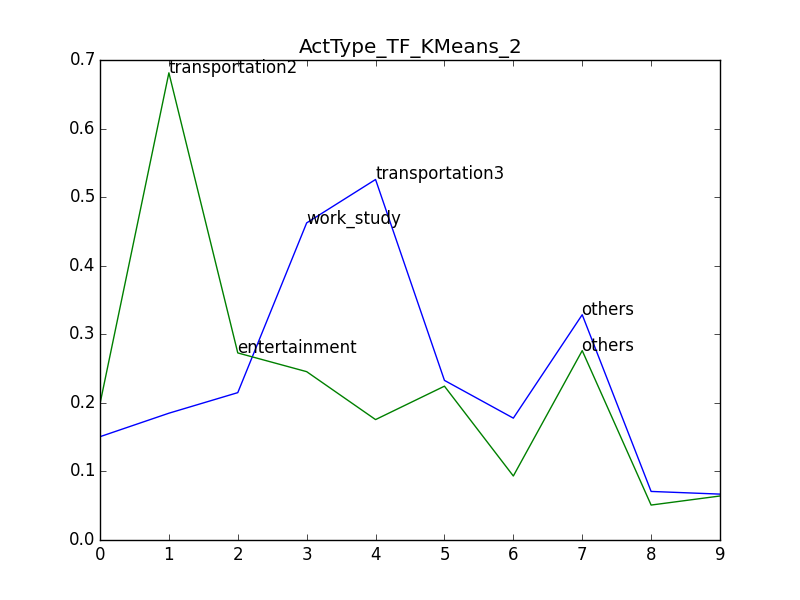 ActType_TF_KMeans_2
0.7
transportation2
0.6
transportation3
0.5
work_study
0.4
others
0.3
entertainment
others
0.2
0.1
0.0
0 1 2 3 4 5 6 7 8 9